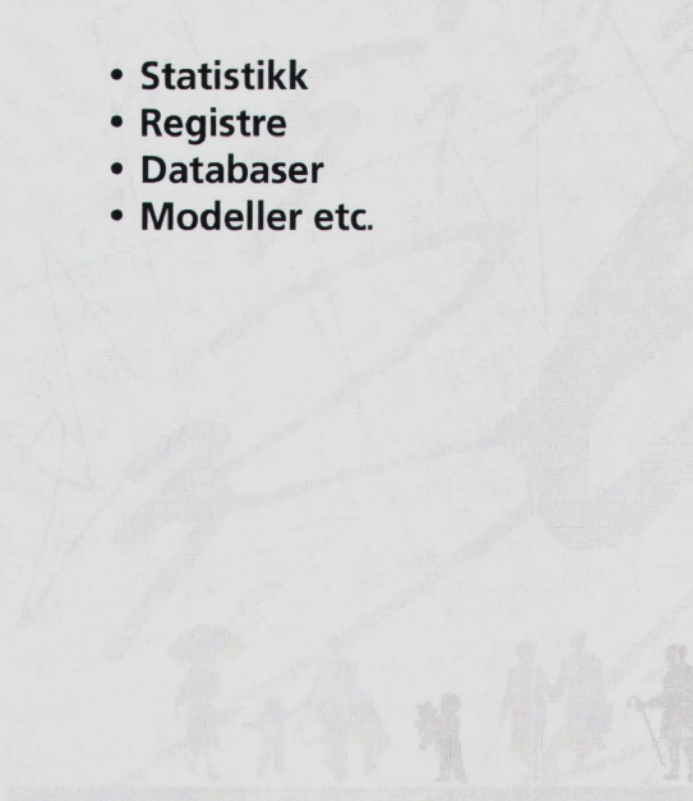 • Statistikk
• Registre
• Databaser
• Modeller etc.